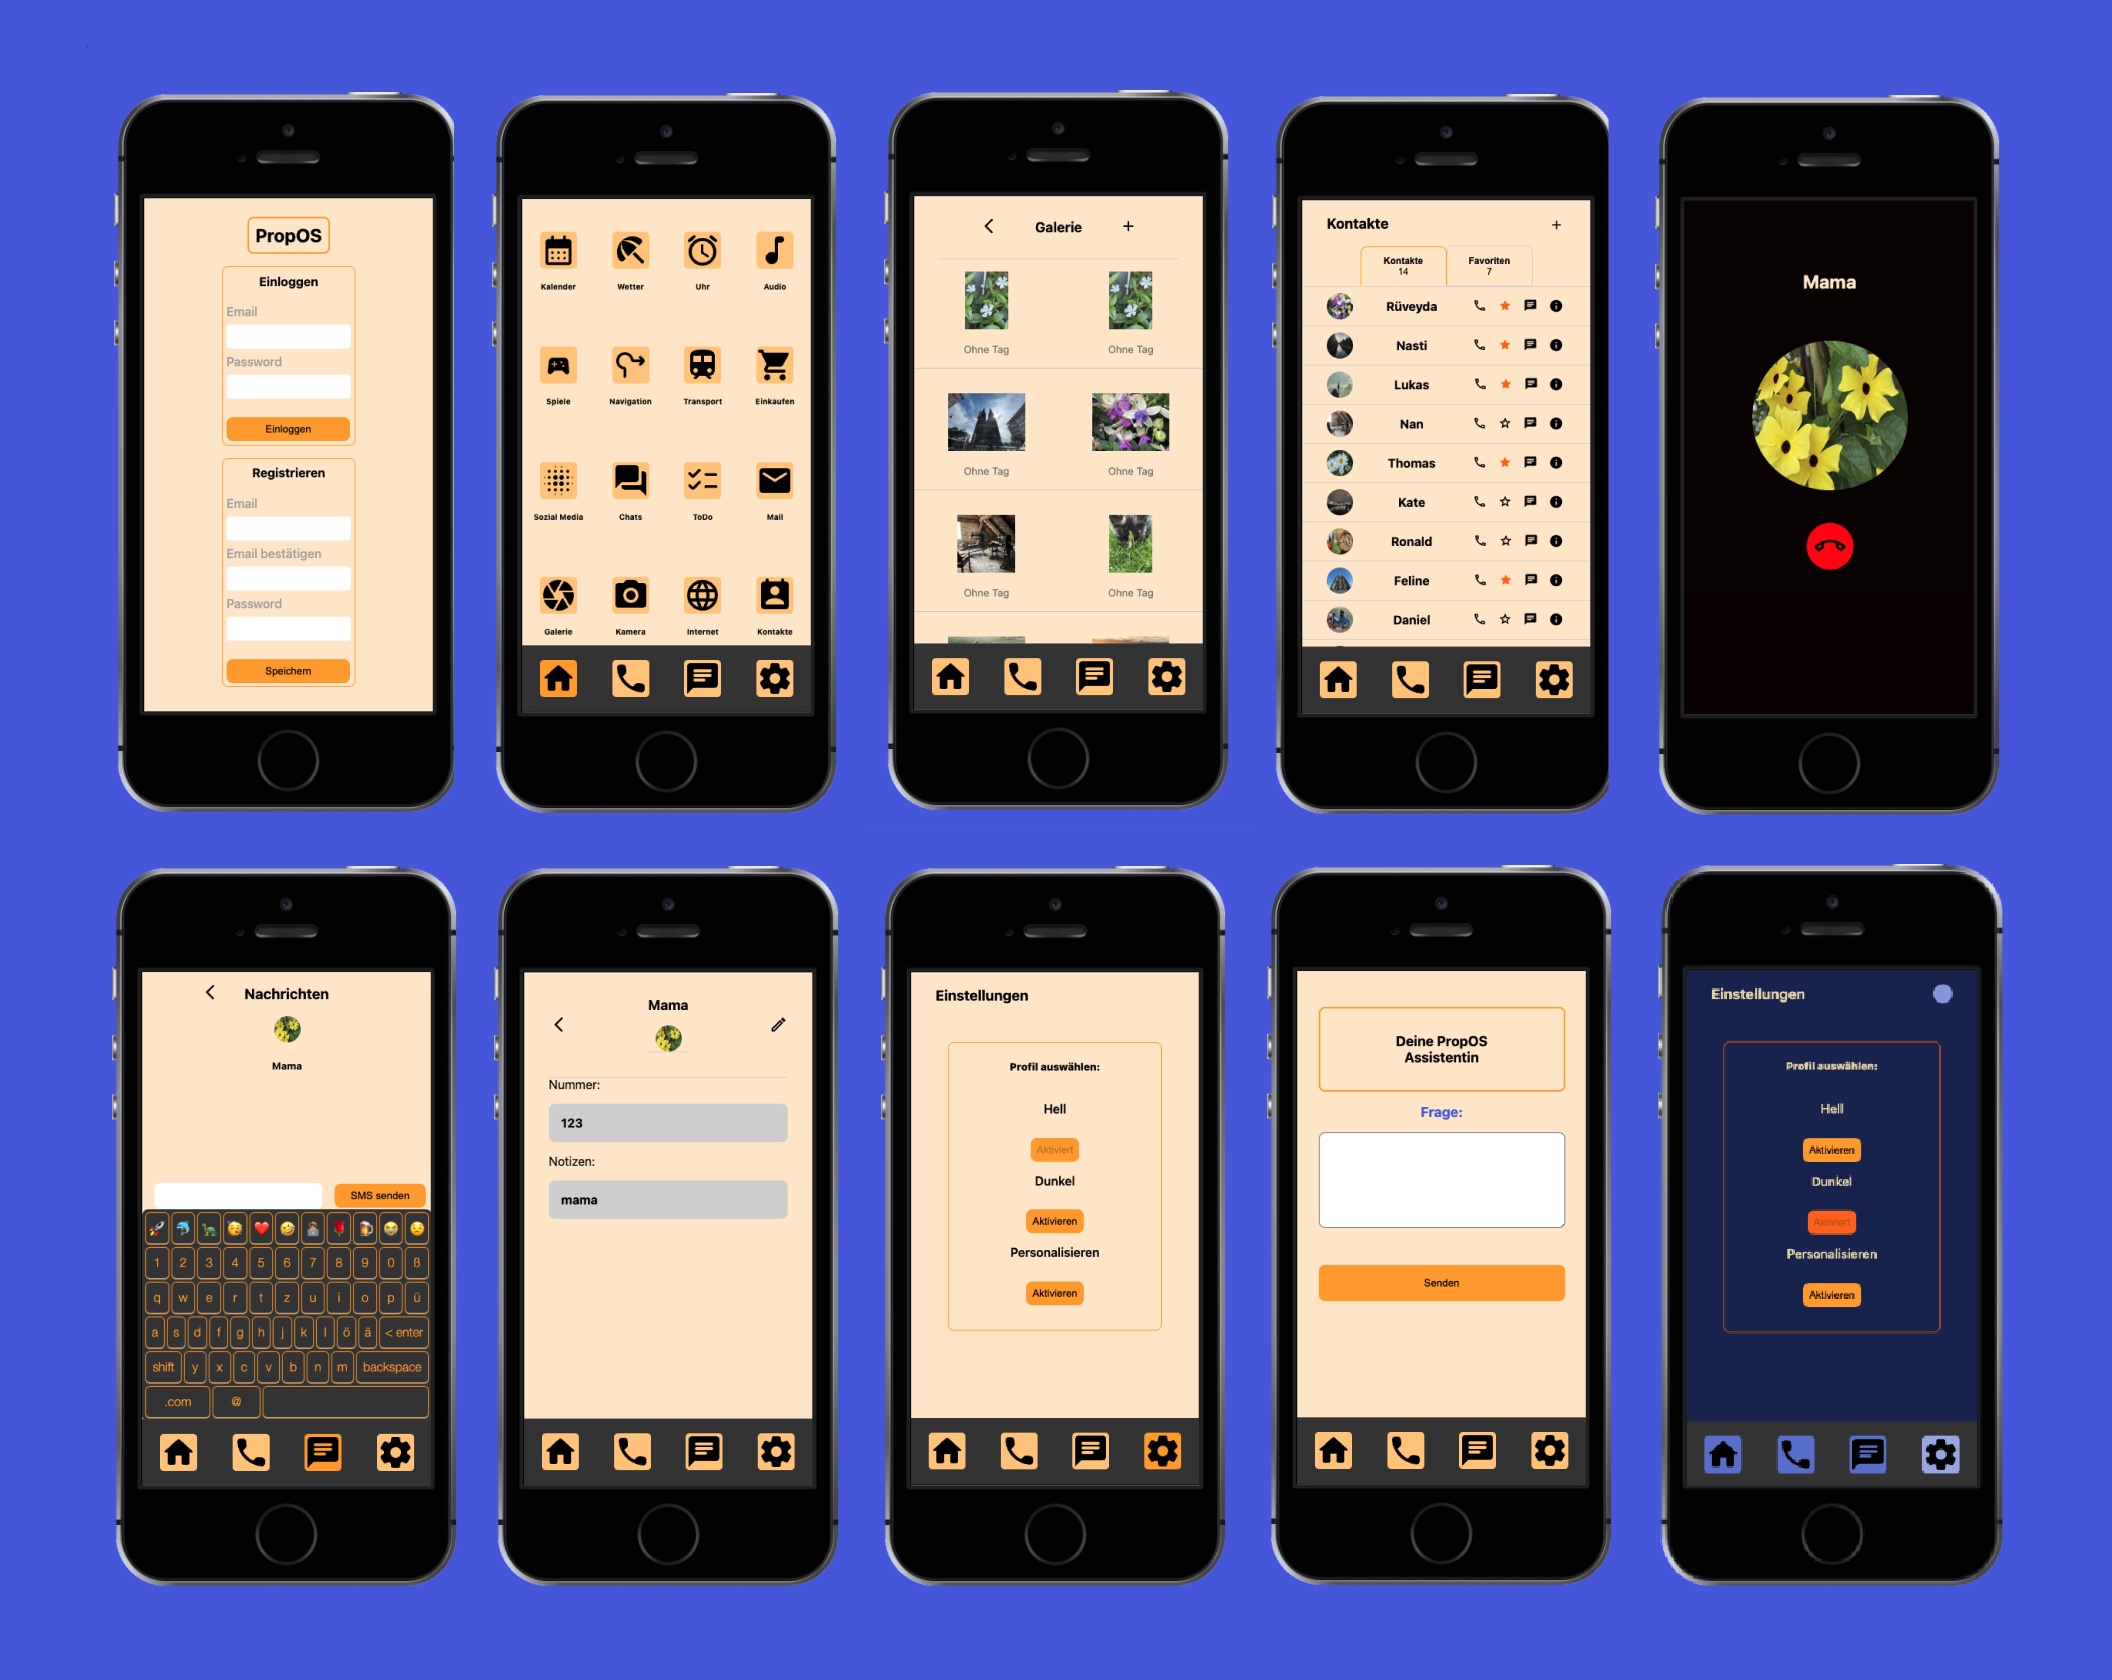 PropOS
Einloggen
Email
Password
Einloggen
Registrieren
Email
Email bestätigen
Password
Speichern
Kalender Wetter Uhr Audio
Spiele Navigation Transport Einkaufen
Sozial Media Chats ToDo Mail
Galerie Kamera Internet Kontakte
Galerie +
Ohne Tag Ohne Tag
Ohne Tag Ohne Tag
Ohne Tag Ohne Tag
Kontakte +
Kontakte Favoriten
14 7
Rüveyda
Nasti
Lukas
Nan
Thomas
Kate
Ronald
Feline
Daniel
Mama
Nachrichten
Mama
SMS senden
1 2 3 4 5 6 7 8 9 0 ß
q w e r t z u i o p ü
a s d f g h j k l ö ä < enter
shift y x c v b n m backspace
.com @
Mama
Nummer:
123
Notizen:
mama
Einstellungen
Profil auswählen:
Hell
Aktiviert
Dunkel
Aktivieren
Personalisieren
Aktivieren
Deine PropOS
Assistentin
Frage:
Senden
Einstellungen
Profil auswählen:
Hell
Aktivieren
Dunkel
Aktiviert
Personalisieren
Aktivieren